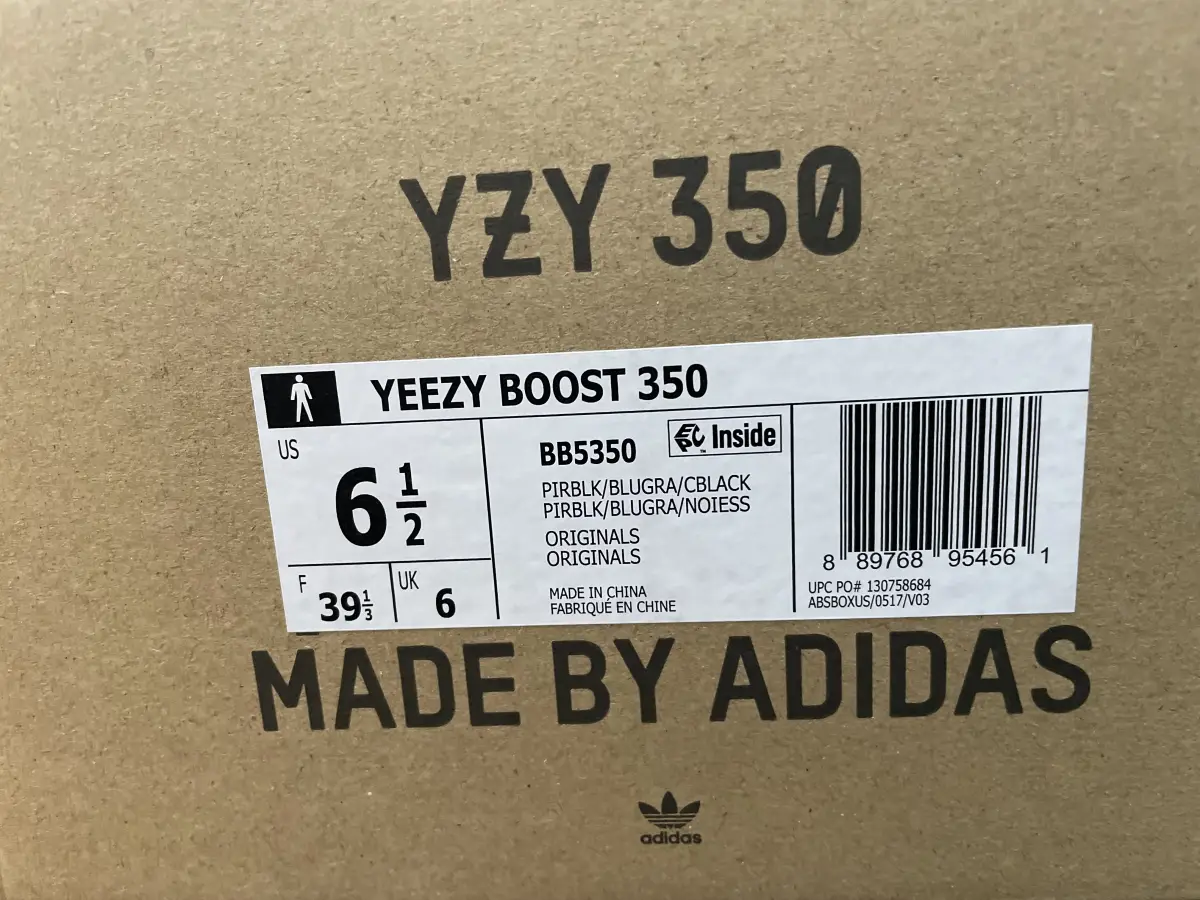 YZY 350
YEEZY BOOST 350
US
6 1/2
F
39 1/3
UK
6
BB5350
EPC Inside
™
PIRBLK/BLUGRA/CBLACK
PIRBLK/BLUGRA/NOIESS
ORIGINALS
ORIGINALS
MADE IN CHINA
FABRIQUÉ EN CHINE
8 89768 95456 1
UPC PO# 130758684
ABSBOXUS/0517/V03
MADE BY ADIDAS
adidas